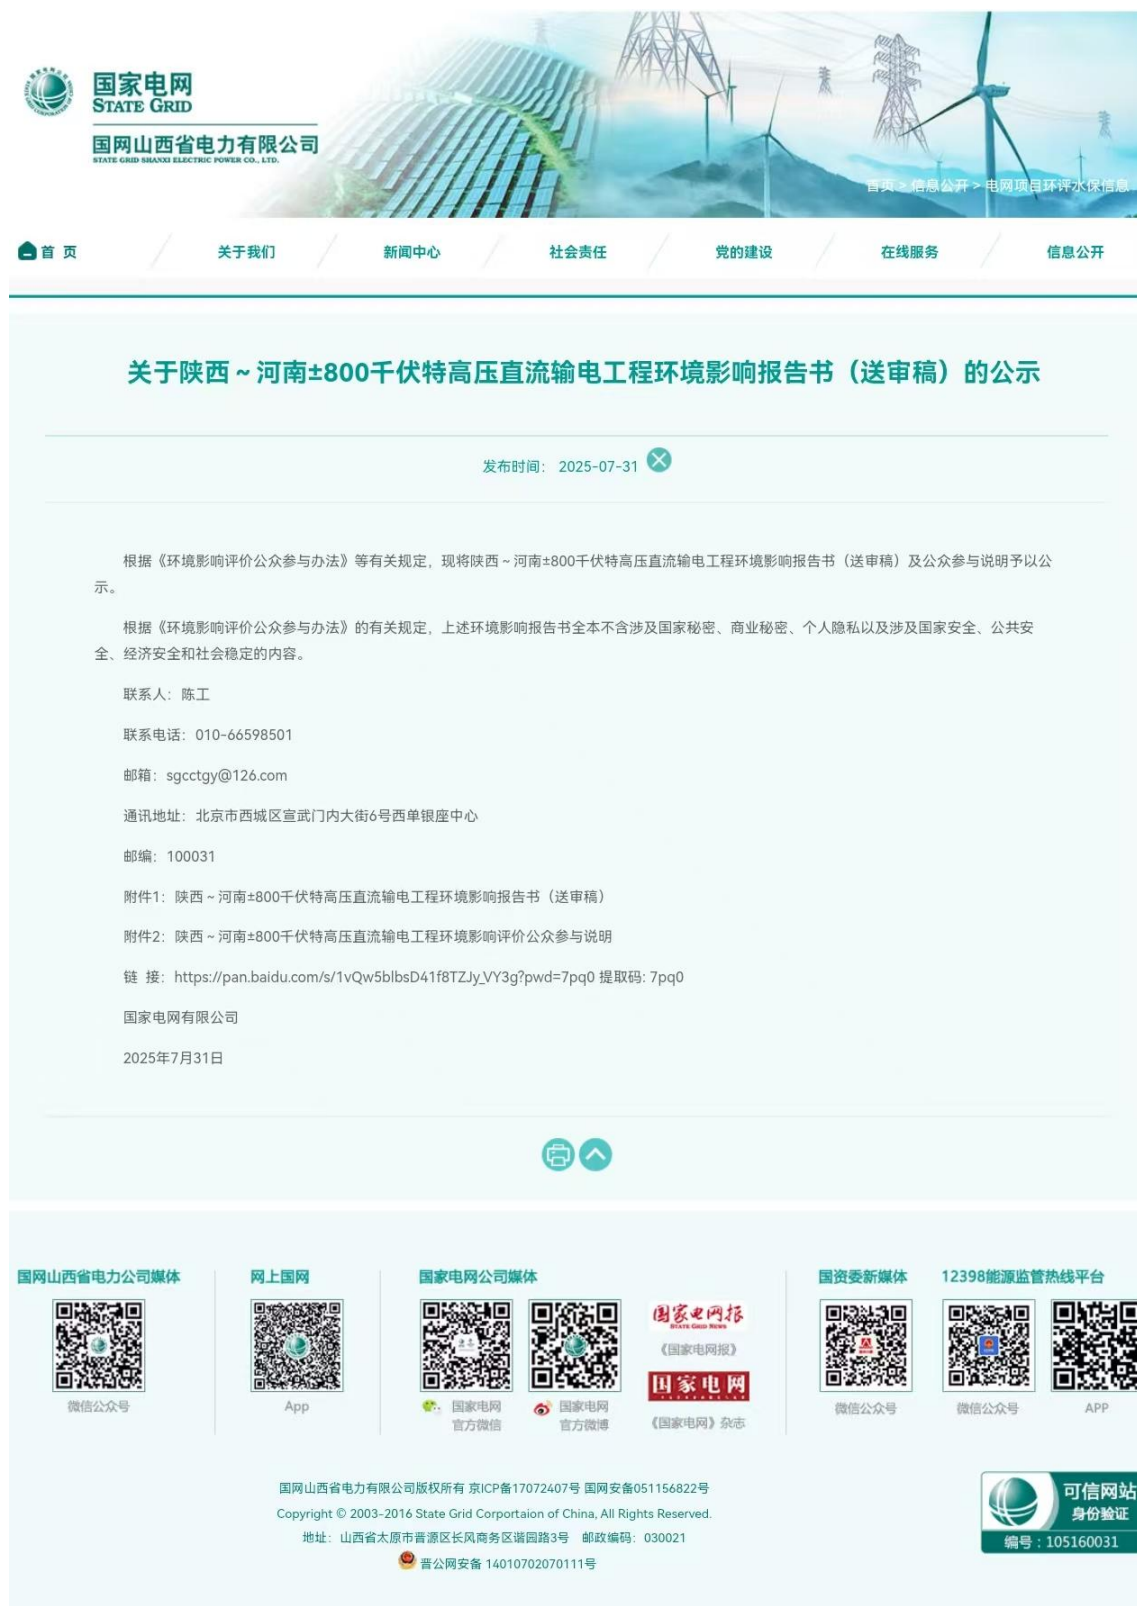 国家电网
STATE GRID
国网山西省电力有限公司
STATE GRID SHANXI ELECTRIC POWER CO., LTD.
首页 > 信息公开 > 电网项目环评水保信息
首 页
关于我们
新闻中心
社会责任
党的建设
在线服务
信息公开
关于陕西～河南±800千伏特高压直流输电工程环境影响报告书（送审稿）的公示
发布时间： 2025-07-31
根据《环境影响评价公众参与办法》等有关规定，现将陕西～河南±800千伏特高压直流输电工程环境影响报告书（送审稿）及公众参与说明予以公
示。
根据《环境影响评价公众参与办法》的有关规定，上述环境影响报告书全本不含涉及国家秘密、商业秘密、个人隐私以及涉及国家安全、公共安
全、经济安全和社会稳定的内容。
联系人：陈工
联系电话：010-66598501
邮箱：sgcctgy@126.com
通讯地址：北京市西城区宣武门内大街6号西单银座中心
邮编：100031
附件1：陕西～河南±800千伏特高压直流输电工程环境影响报告书（送审稿）
附件2：陕西～河南±800千伏特高压直流输电工程环境影响评价公众参与说明
链 接：https://pan.baidu.com/s/1vQw5blbsD41f8TZJy_VY3g?pwd=7pq0 提取码: 7pq0
国家电网有限公司
2025年7月31日
国网山西省电力公司媒体
网上国网
国家电网公司媒体
国资委新媒体
12398能源监管热线平台
国家电网报
STATE GRID NEWS
《国家电网报》
国家电网
《国家电网》杂志
微信公众号
App
国家电网
官方微信
国家电网
官方微博
微信公众号
微信公众号
APP
国网山西省电力有限公司版权所有 京ICP备17072407号 国网安备051156822号
Copyright © 2003-2016 State Grid Corportaion of China, All Rights Reserved.
地址：山西省太原市晋源区长风商务区谐园路3号 邮政编码：030021
晋公网安备 14010702070111号
可信网站
身份验证
编号：105160031